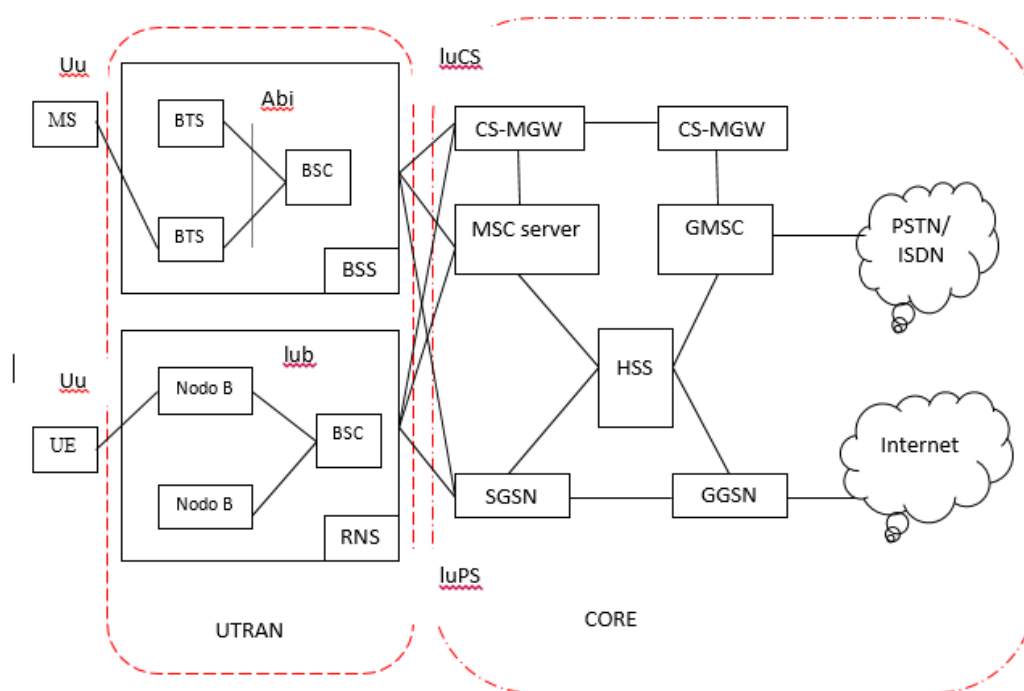 Uu
IuCS
MS
BTS
Abi
BSC
BTS
BSS
CS-MGW
CS-MGW
MSC server
GMSC
PSTN/
ISDN
HSS
Uu
Iub
Nodo B
UE
BSC
Nodo B
RNS
SGSN
GGSN
Internet
IuPS
UTRAN
CORE